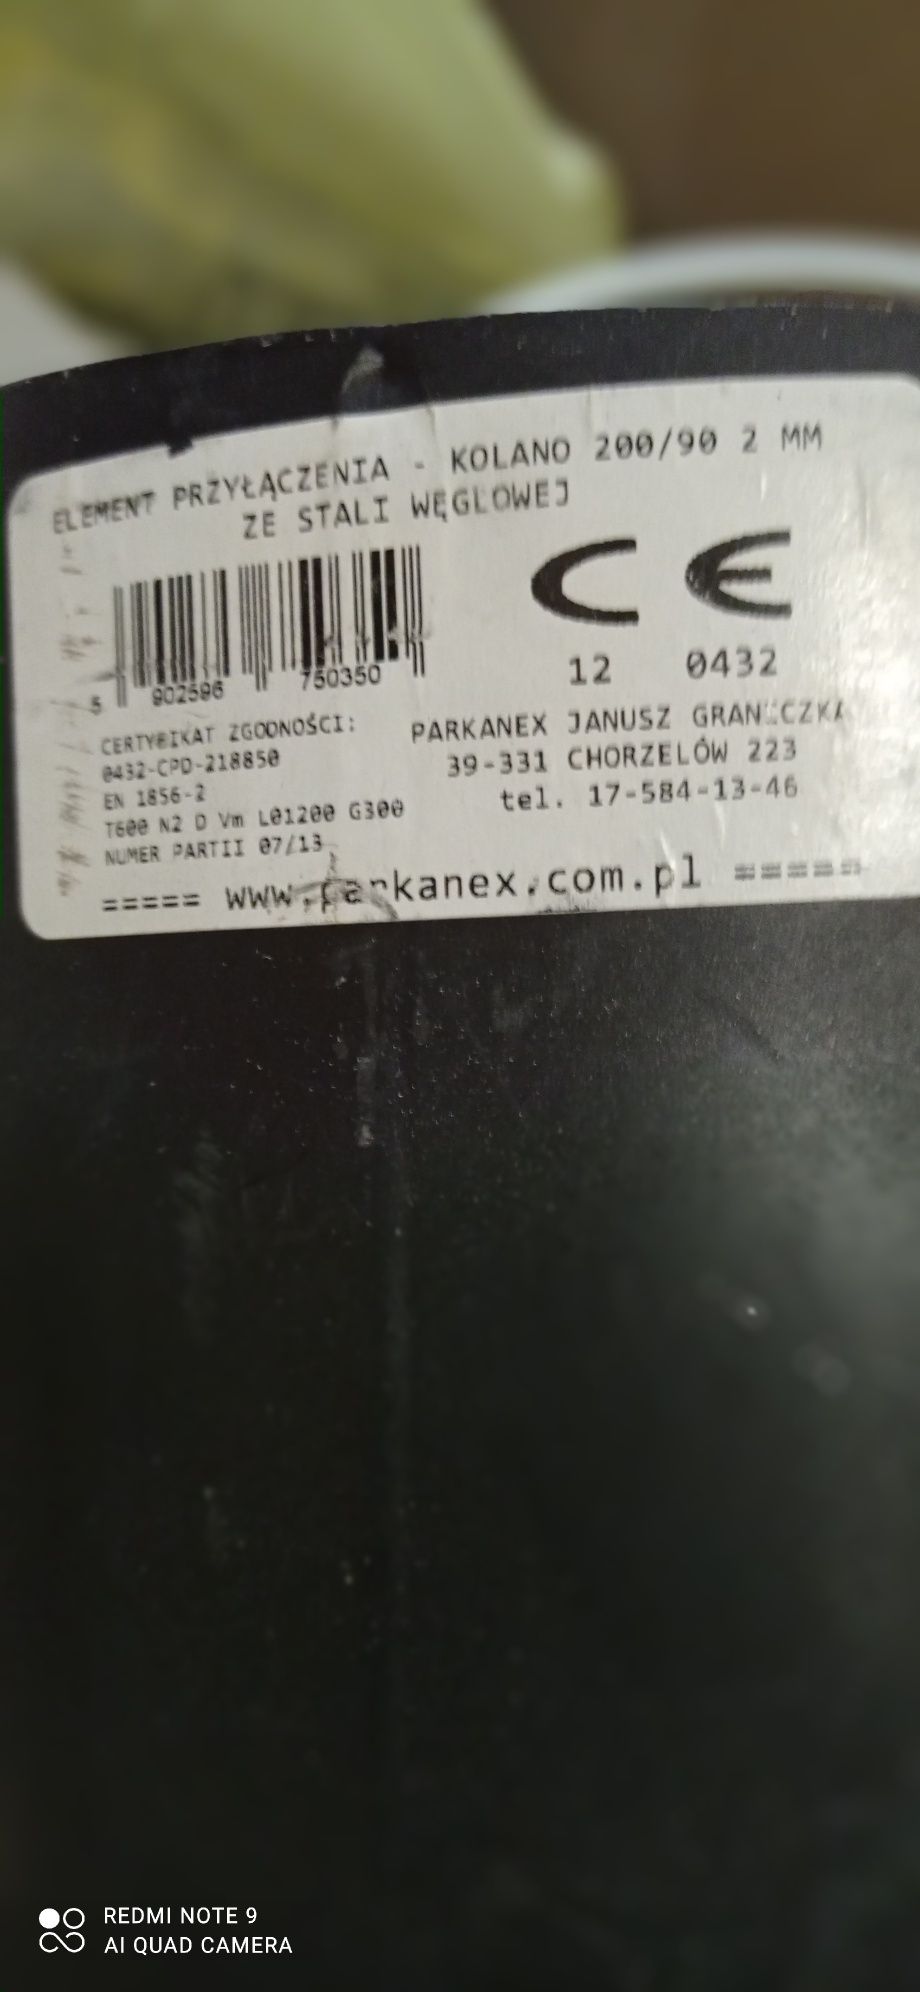 ELEMENT PRZYŁĄCZENIA - KOLANO 200/90 2 MM
ZE STALI WĘGLOWEJ
CE
12 0432
5 902596 750350
CERTYFIKAT ZGODNOŚCI:
0432-CPD-218850
EN 1856-2
T600 N2 D Vm L01200 G300
NUMER PARTII 07/13
PARKANEX JANUSZ GRANICZKA
39-331 CHORZELÓW 223
tel. 17-584-13-46
===== www.parkanex.com.pl =====
REDMI NOTE 9
AI QUAD CAMERA